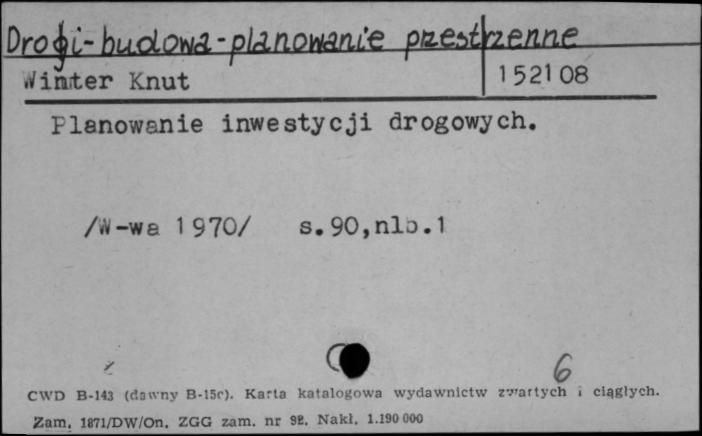 Drogi-budowa-planowanie przestrzenne
Winter Knut 152108
Planowanie inwestycji drogowych.
/W-wa 1970/ s.90,nlb.1
6
CWD B-143 (dawny B-15c). Karta katalogowa wydawnictw zwartych i ciągłych.
Zam. 1871/DW/On. ZGG zam. nr 92. Nakł. 1.190 000